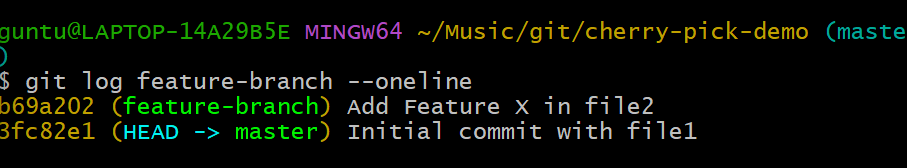 guntu@LAPTOP-14A29B5E MINGW64 ~/Music/git/cherry-pick-demo (maste
)
$ git log feature-branch --oneline
b69a202 (feature-branch) Add Feature X in file2
3fc82e1 (HEAD -> master) Initial commit with file1